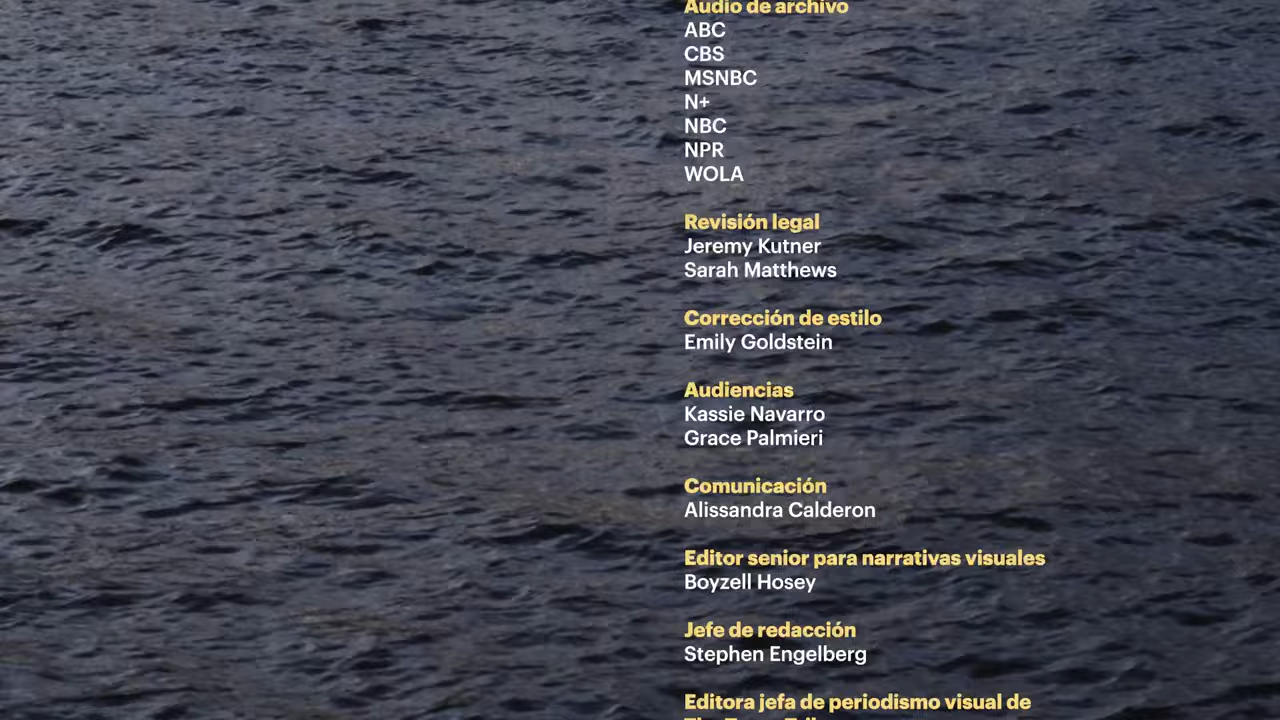 Audio de archivo
ABC
CBS
MSNBC
N+
NBC
NPR
WOLA
Revisión legal
Jeremy Kutner
Sarah Matthews
Corrección de estilo
Emily Goldstein
Audiencias
Kassie Navarro
Grace Palmieri
Comunicación
Alissandra Calderon
Editor senior para narrativas visuales
Boyzell Hosey
Jefe de redacción
Stephen Engelberg
Editora jefa de periodismo visual de